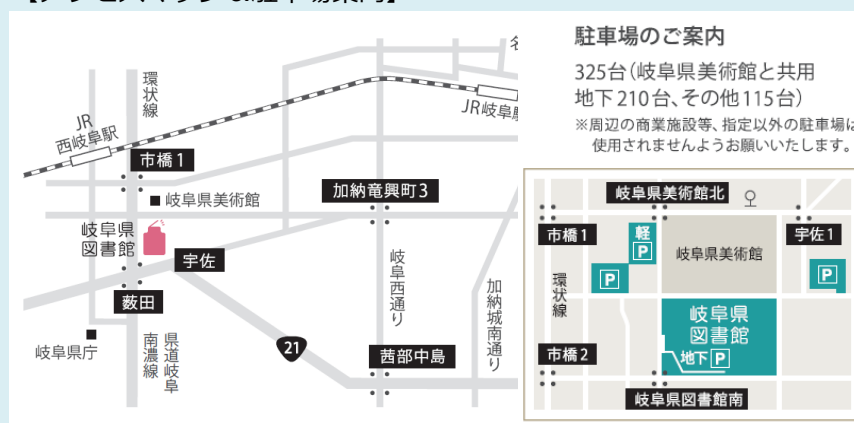 駐車場のご案内
325台(岐阜県美術館と共用
地下210台、その他115台)
※周辺の商業施設等、指定以外の駐車場は
使用されませんようお願いいたします。
環状線
JR
西岐阜駅
JR岐阜駅
市橋1
岐阜県美術館
加納竜興町3
岐阜県
図書館
宇佐
薮田
岐阜西通り
加納城南通り
岐阜県庁
県道岐阜
南濃線
21
茜部中島
岐阜県美術館北
市橋1
軽
P
岐阜県美術館
宇佐1
P
P
環状線
岐阜県
図書館
地下P
市橋2
岐阜県図書館南